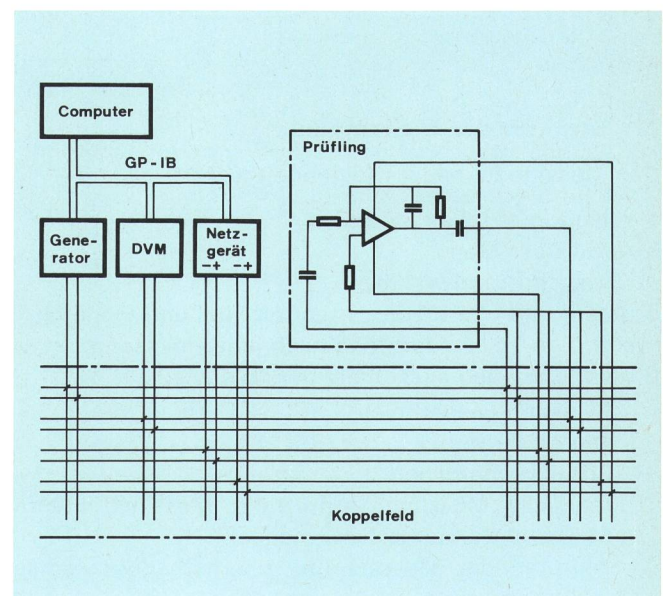 Computer
GP-IB
Prüfling
Gene-
rator
DVM
Netz-
gerät
-+ -+
Koppelfeld